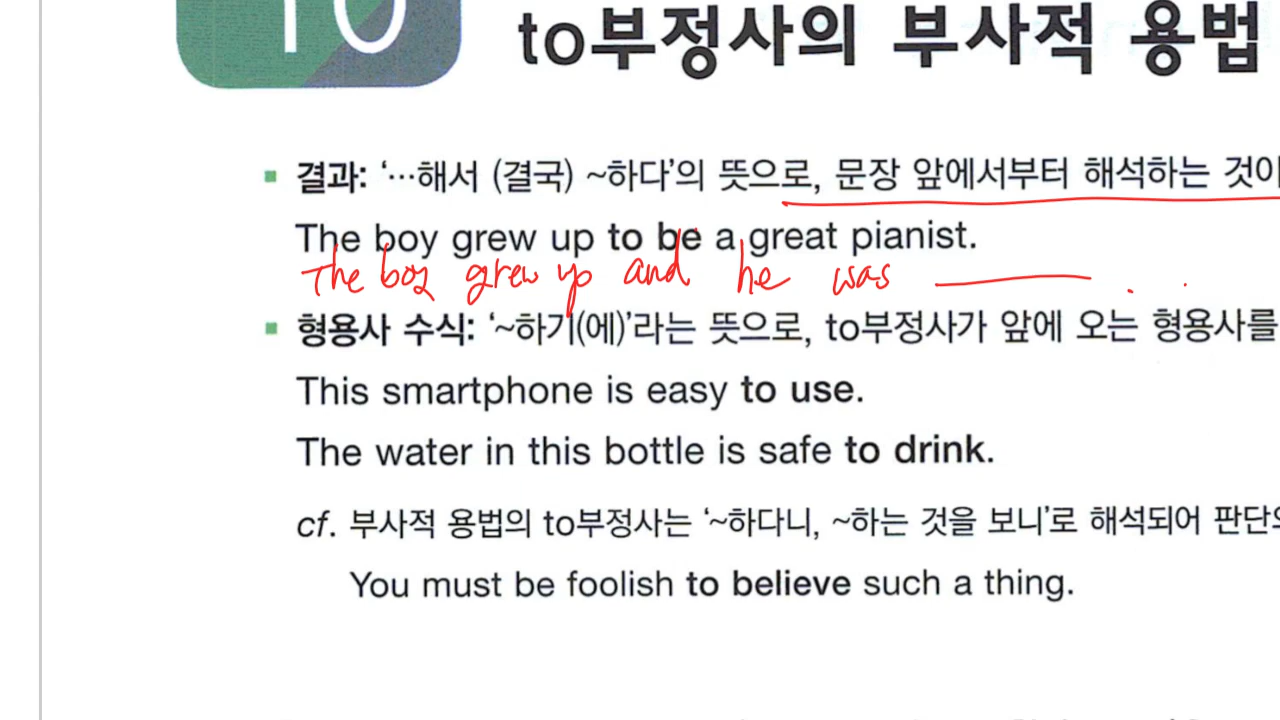 10 to부정사의 부사적 용법
결과: ‘…해서 (결국) ~하다’의 뜻으로, 문장 앞에서부터 해석하는 것이
The boy grew up to be a great pianist.
The boy grew up and he was ______ .
형용사 수식: ‘~하기(에)’라는 뜻으로, to부정사가 앞에 오는 형용사를
This smartphone is easy to use.
The water in this bottle is safe to drink.
cf. 부사적 용법의 to부정사는 ‘~하다니, ~하는 것을 보니’로 해석되어 판단의
You must be foolish to believe such a thing.